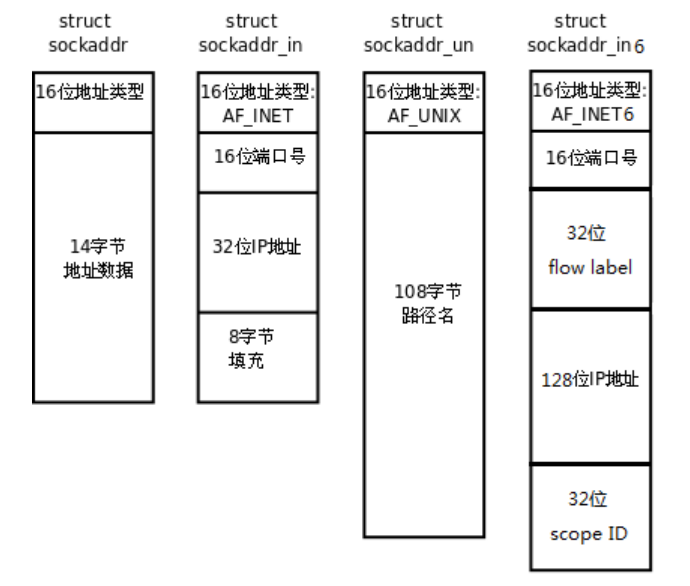 struct
sockaddr
16位地址类型
14字节
地址数据
struct
sockaddr_in
16位地址类型:
AF_INET
16位端口号
32位IP地址
8字节
填充
struct
sockaddr_un
16位地址类型:
AF_UNIX
108字节
路径名
struct
sockaddr_in6
16位地址类型:
AF_INET6
16位端口号
32位
flow label
128位IP地址
32位
scope ID